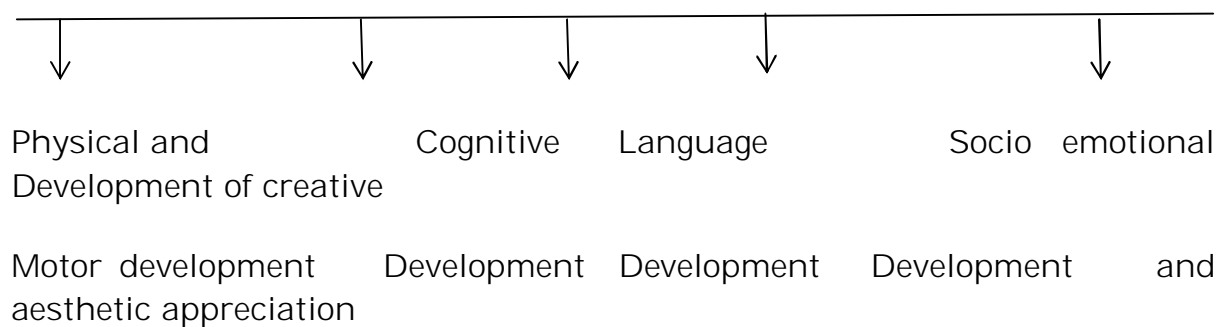 Physical and Cognitive Language Socio emotional
Development of creative
Motor development Development Development Development and
aesthetic appreciation